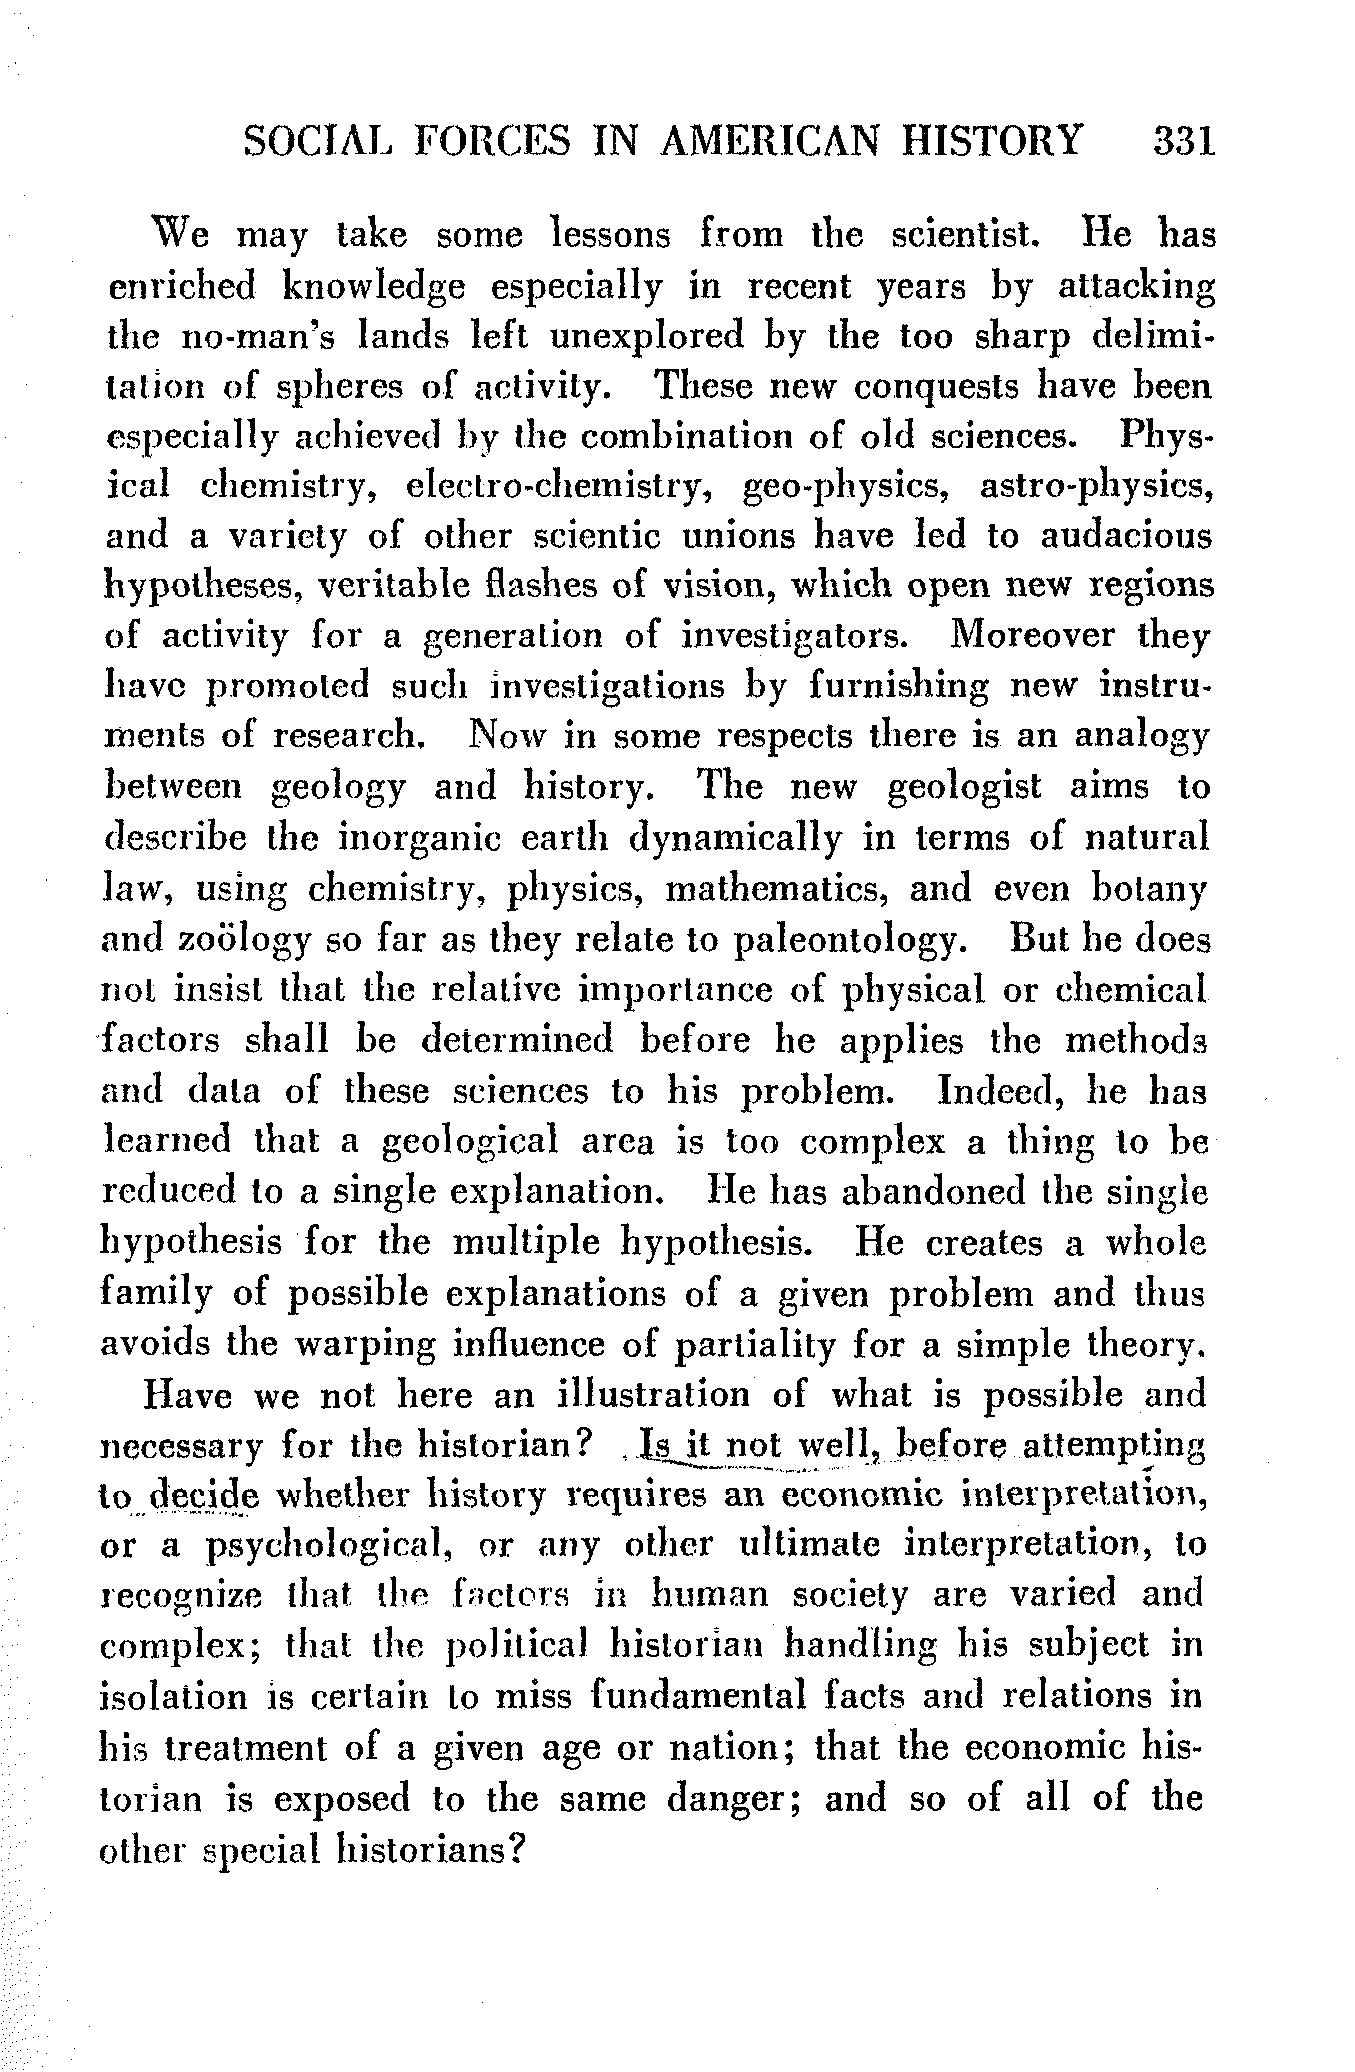 SOCIAL FORCES IN AMERICAN HISTORY 331
We may take some lessons from the scientist. He has
enriched knowledge especially in recent years by attacking
the no-man's lands left unexplored by the too sharp delimi-
tation of spheres of activity. These new conquests have been
especially achieved by the combination of old sciences. Phys-
ical chemistry, electro-chemistry, geo-physics, astro-physics,
and a variety of other scientic unions have led to audacious
hypotheses, veritable flashes of vision, which open new regions
of activity for a generation of investigators. Moreover they
have promoted such investigations by furnishing new instru-
ments of research. Now in some respects there is an analogy
between geology and history. The new geologist aims to
describe the inorganic earth dynamically in terms of natural
law, using chemistry, physics, mathematics, and even botany
and zoölogy so far as they relate to paleontology. But he does
not insist that the relative importance of physical or chemical
factors shall be determined before he applies the methods
and data of these sciences to his problem. Indeed, he has
learned that a geological area is too complex a thing to be
reduced to a single explanation. He has abandoned the single
hypothesis for the multiple hypothesis. He creates a whole
family of possible explanations of a given problem and thus
avoids the warping influence of partiality for a simple theory.
Have we not here an illustration of what is possible and
necessary for the historian? Is it not well, before attempting
to decide whether history requires an economic interpretation,
or a psychological, or any other ultimate interpretation, to
recognize that the factors in human society are varied and
complex; that the political historian handling his subject in
isolation is certain to miss fundamental facts and relations in
his treatment of a given age or nation; that the economic his-
torian is exposed to the same danger; and so of all of the
other special historians?